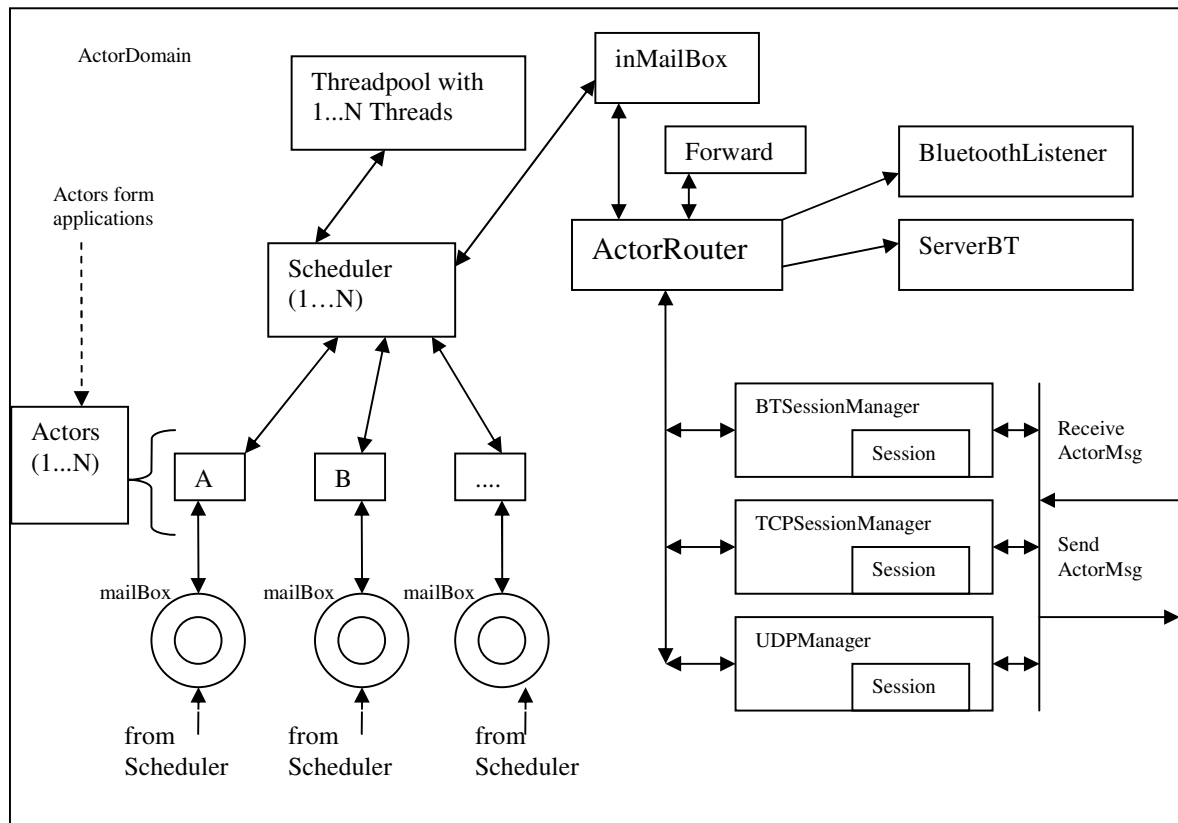 ActorDomain
Threadpool with
1...N Threads
inMailBox
Forward
BluetoothListener
Actors form
applications
ActorRouter
ServerBT
Scheduler
(1…N)
Actors
(1...N)
A
B
....
BTSessionManager
Session
Receive
ActorMsg
TCPSessionManager
Session
Send
ActorMsg
mailBox
mailBox
mailBox
UDPManager
Session
from
Scheduler
from
Scheduler
from
Scheduler